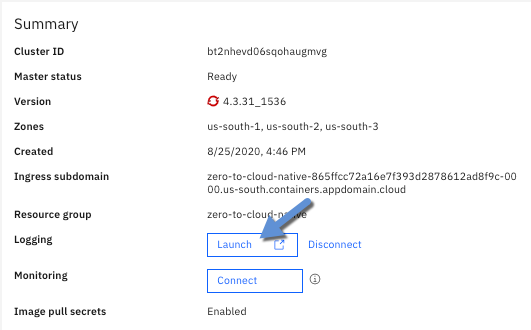 Summary
Cluster ID bt2nhevd06sqohaugmvg
Master status Ready
Version 4.3.31_1536
Zones us-south-1, us-south-2, us-south-3
Created 8/25/2020, 4:46 PM
Ingress subdomain zero-to-cloud-native-865ffcc72a16e7f393d2878612ad8f9c-00
00.us-south.containers.appdomain.cloud
Resource group zero-to-cloud-native
Logging Launch Disconnect
Monitoring Connect
Image pull secrets Enabled